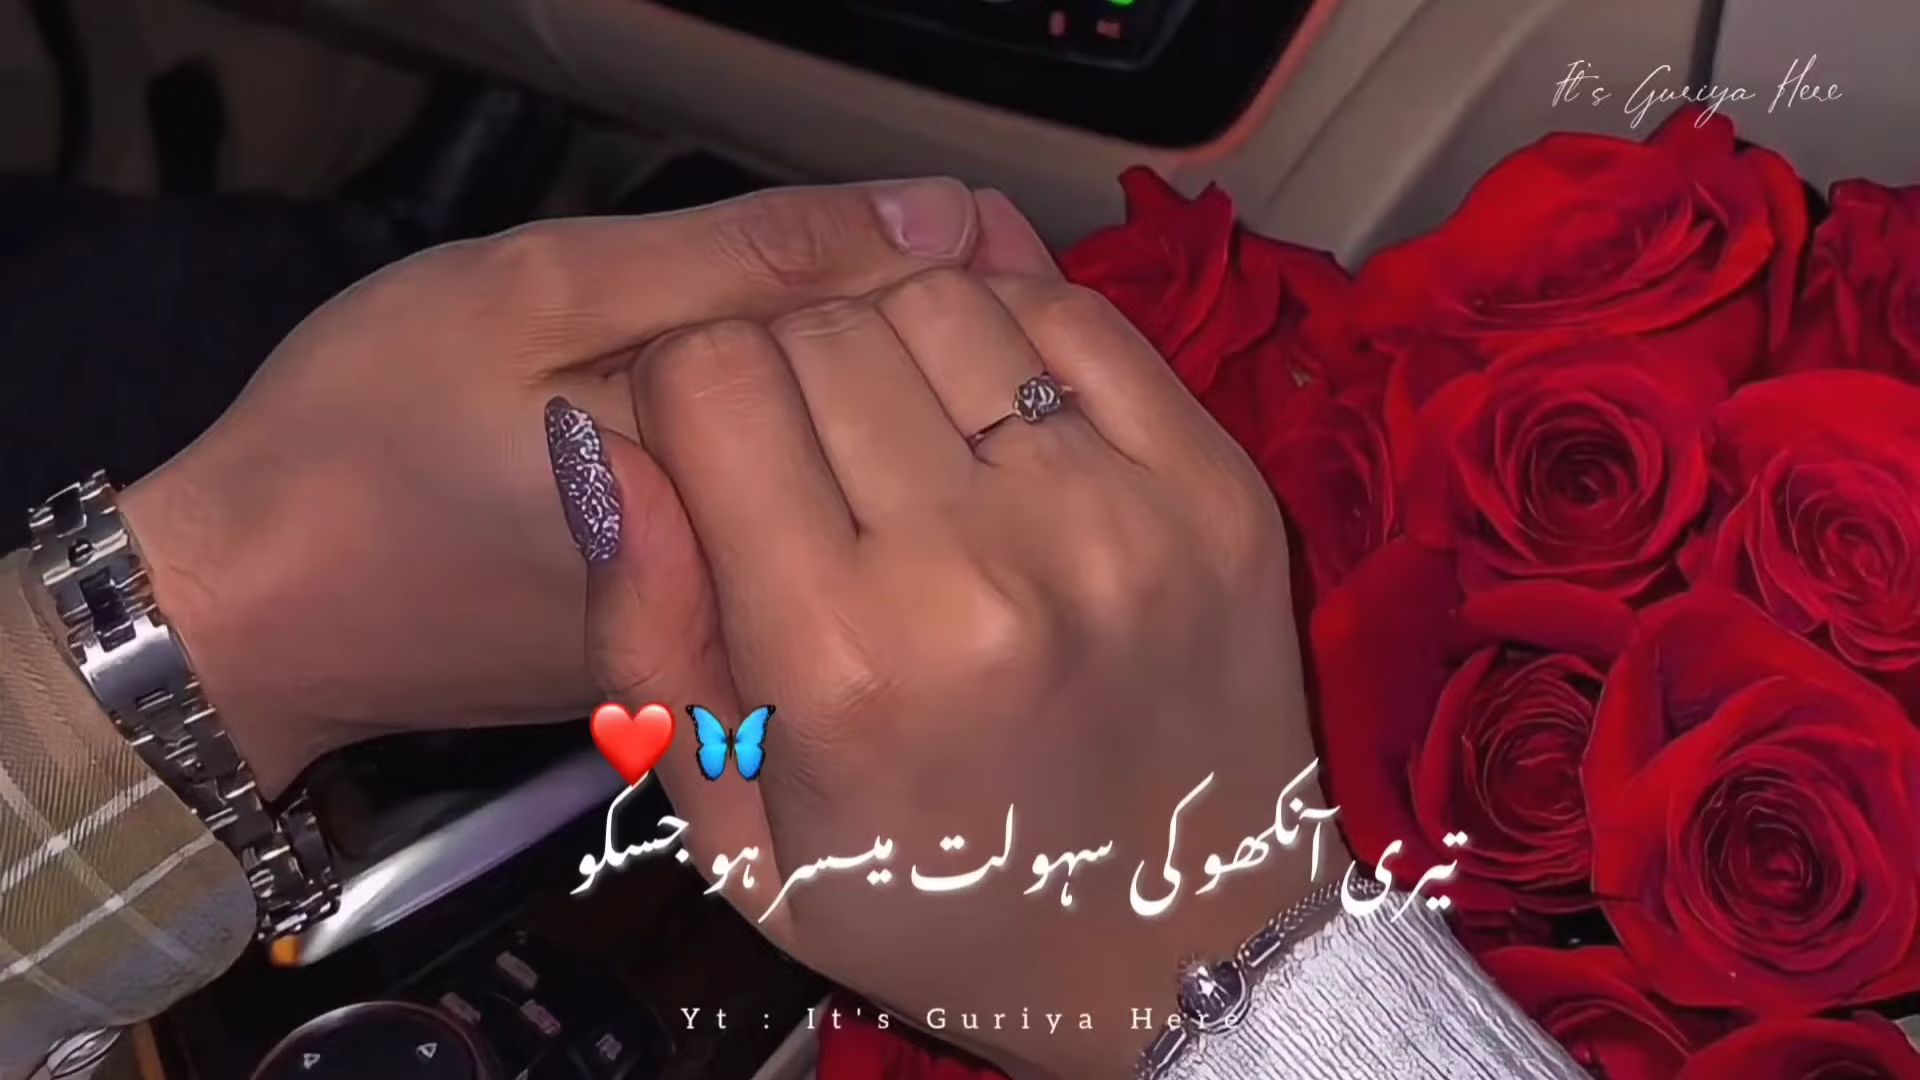 It's Guriya Here
❤️🦋
تیری آنکھو کی سہولت میسر ہو جسکو
Yt : It's Guriya Here